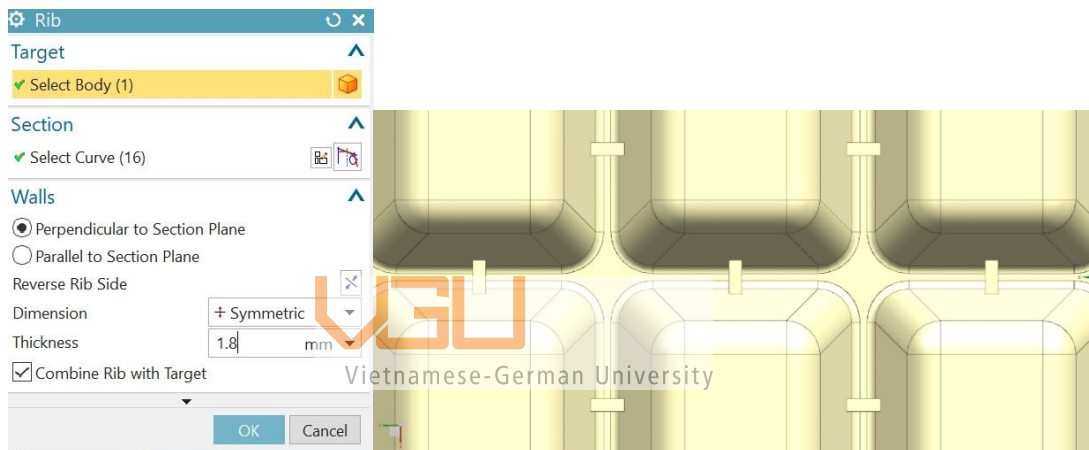 Rib
Target
Select Body (1)
Section
Select Curve (16)
Walls
Perpendicular to Section Plane
Parallel to Section Plane
Reverse Rib Side
Dimension
Symmetric
Thickness
1.8 mm
Combine Rib with Target
OK Cancel
VGU
Vietnamese-German University